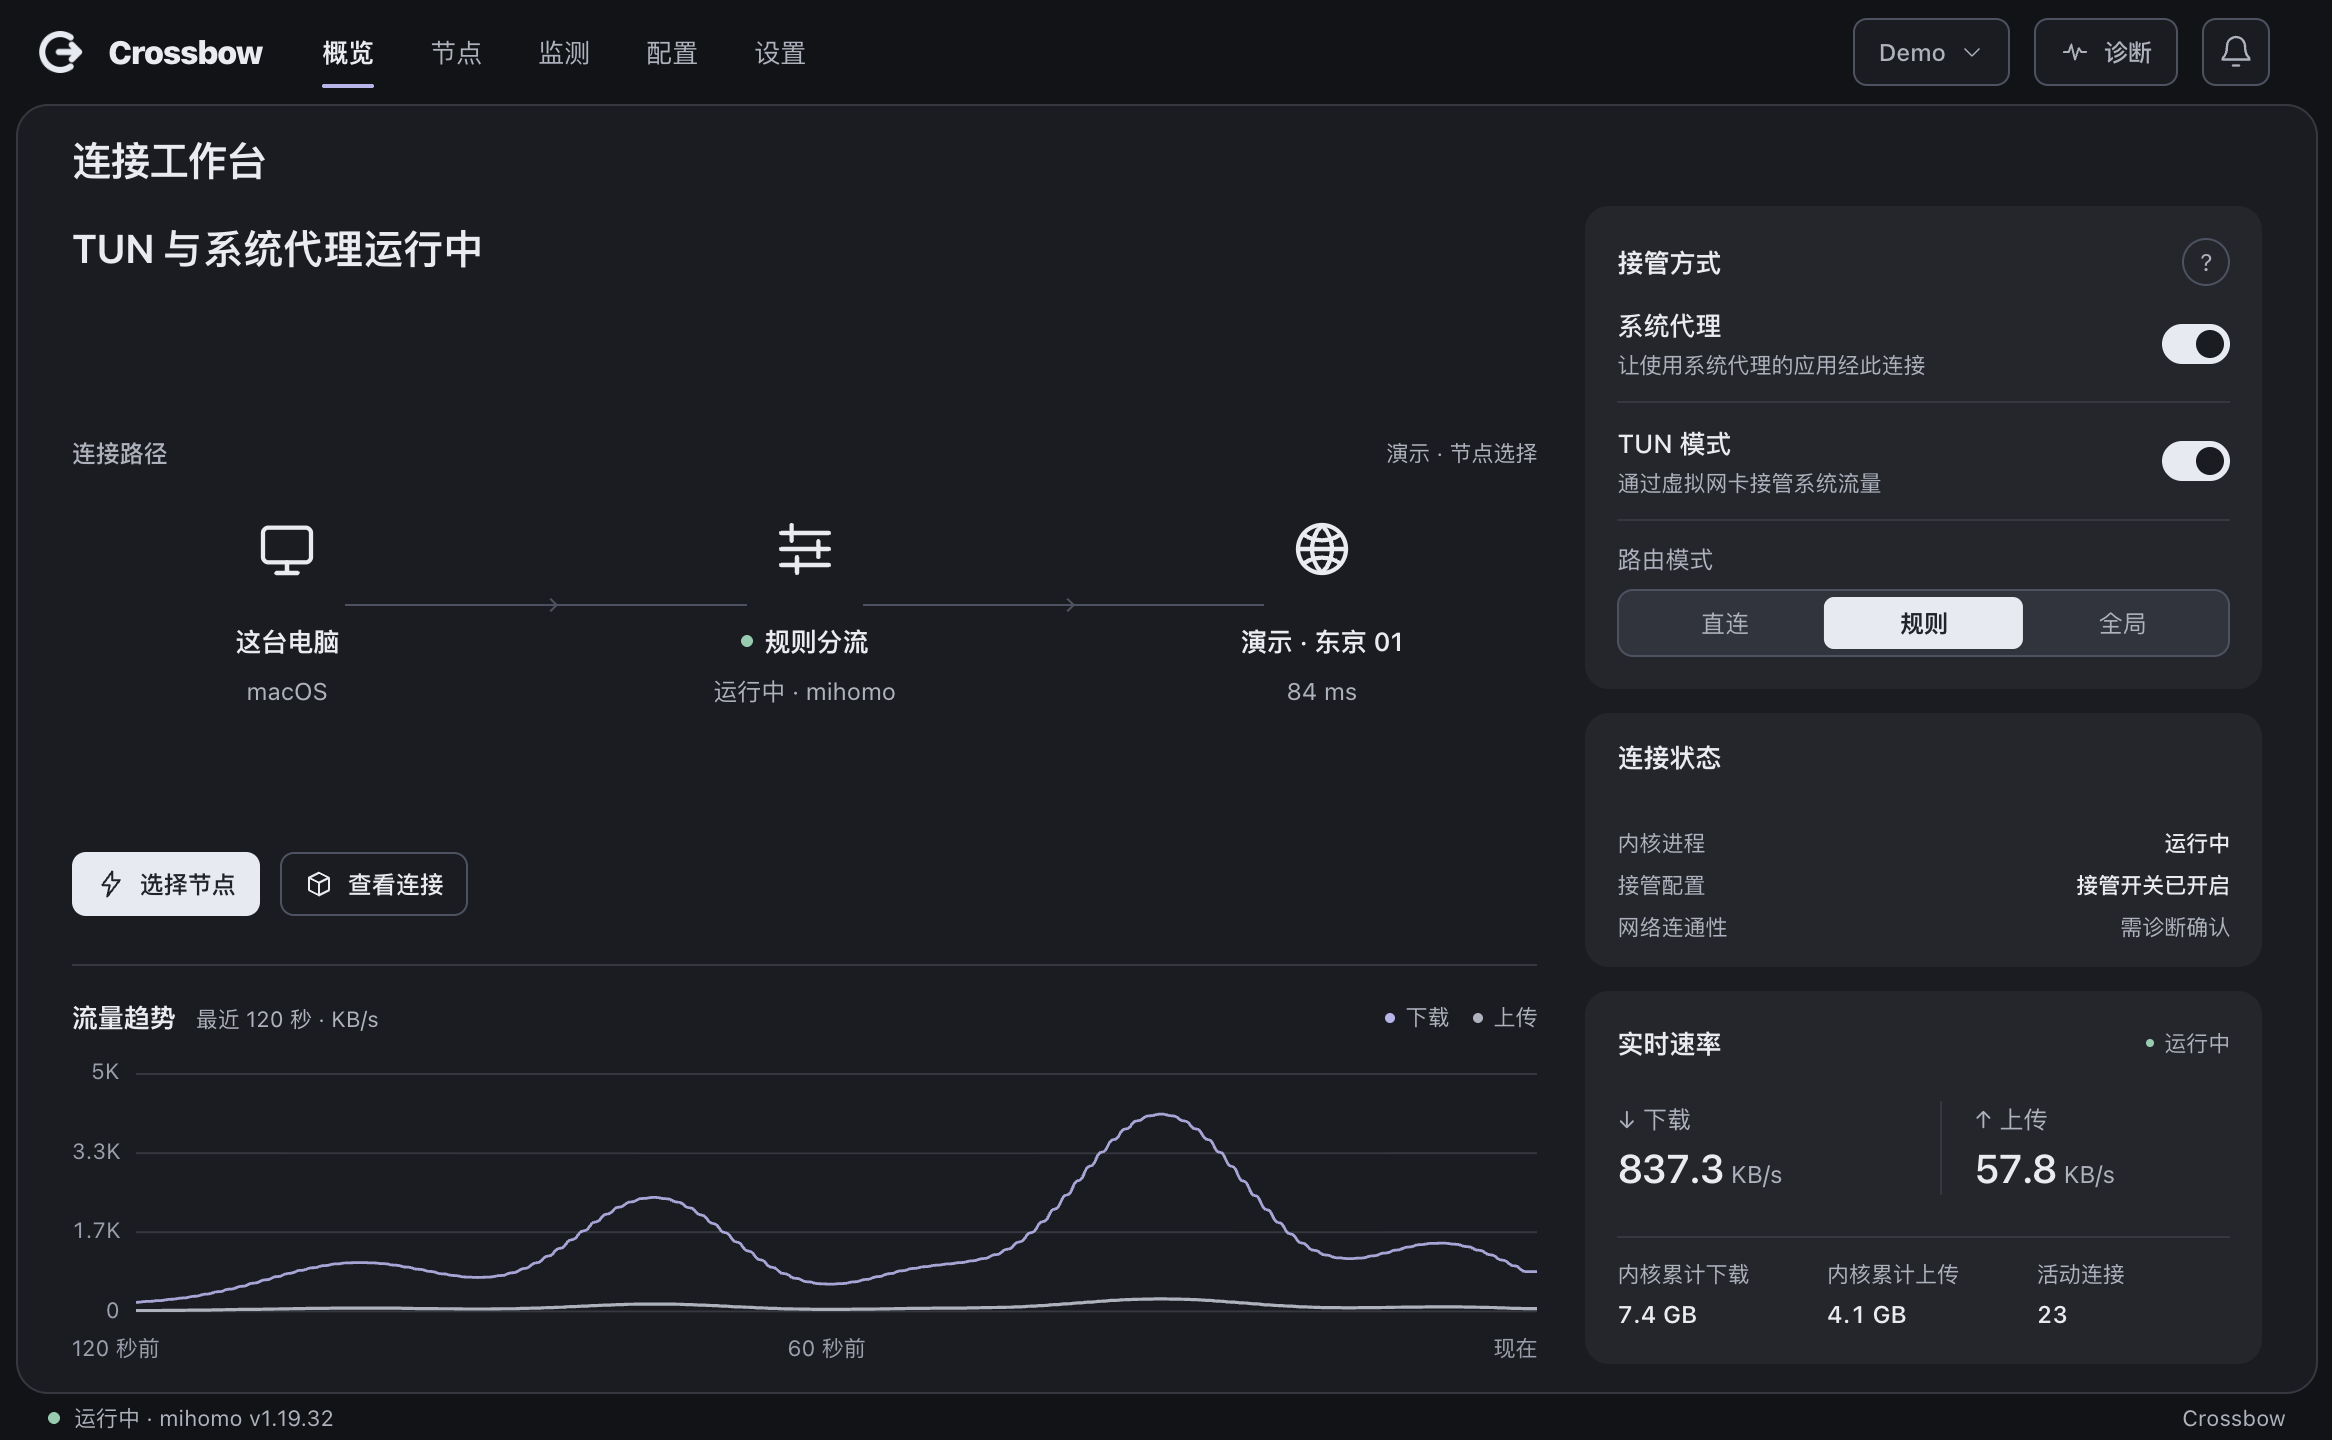 Crossbow 概览 节点 监测 配置 设置 Demo 诊断
连接工作台
TUN 与系统代理运行中
连接路径 演示 · 节点选择
这台电脑 规则分流 演示 · 东京 01
macOS 运行中 · mihomo 84 ms
选择节点 查看连接
流量趋势 最近 120 秒 · KB/s 下载 上传
5K
3.3K
1.7K
0
120 秒前 60 秒前 现在
接管方式 ?
系统代理
让使用系统代理的应用经此连接
TUN 模式
通过虚拟网卡接管系统流量
路由模式
直连 规则 全局
连接状态
内核进程 运行中
接管配置 接管开关已开启
网络连通性 需诊断确认
实时速率 运行中
↓ 下载 ↑ 上传
837.3 KB/s 57.8 KB/s
内核累计下载 内核累计上传 活动连接
7.4 GB 4.1 GB 23
运行中 · mihomo v1.19.32 Crossbow